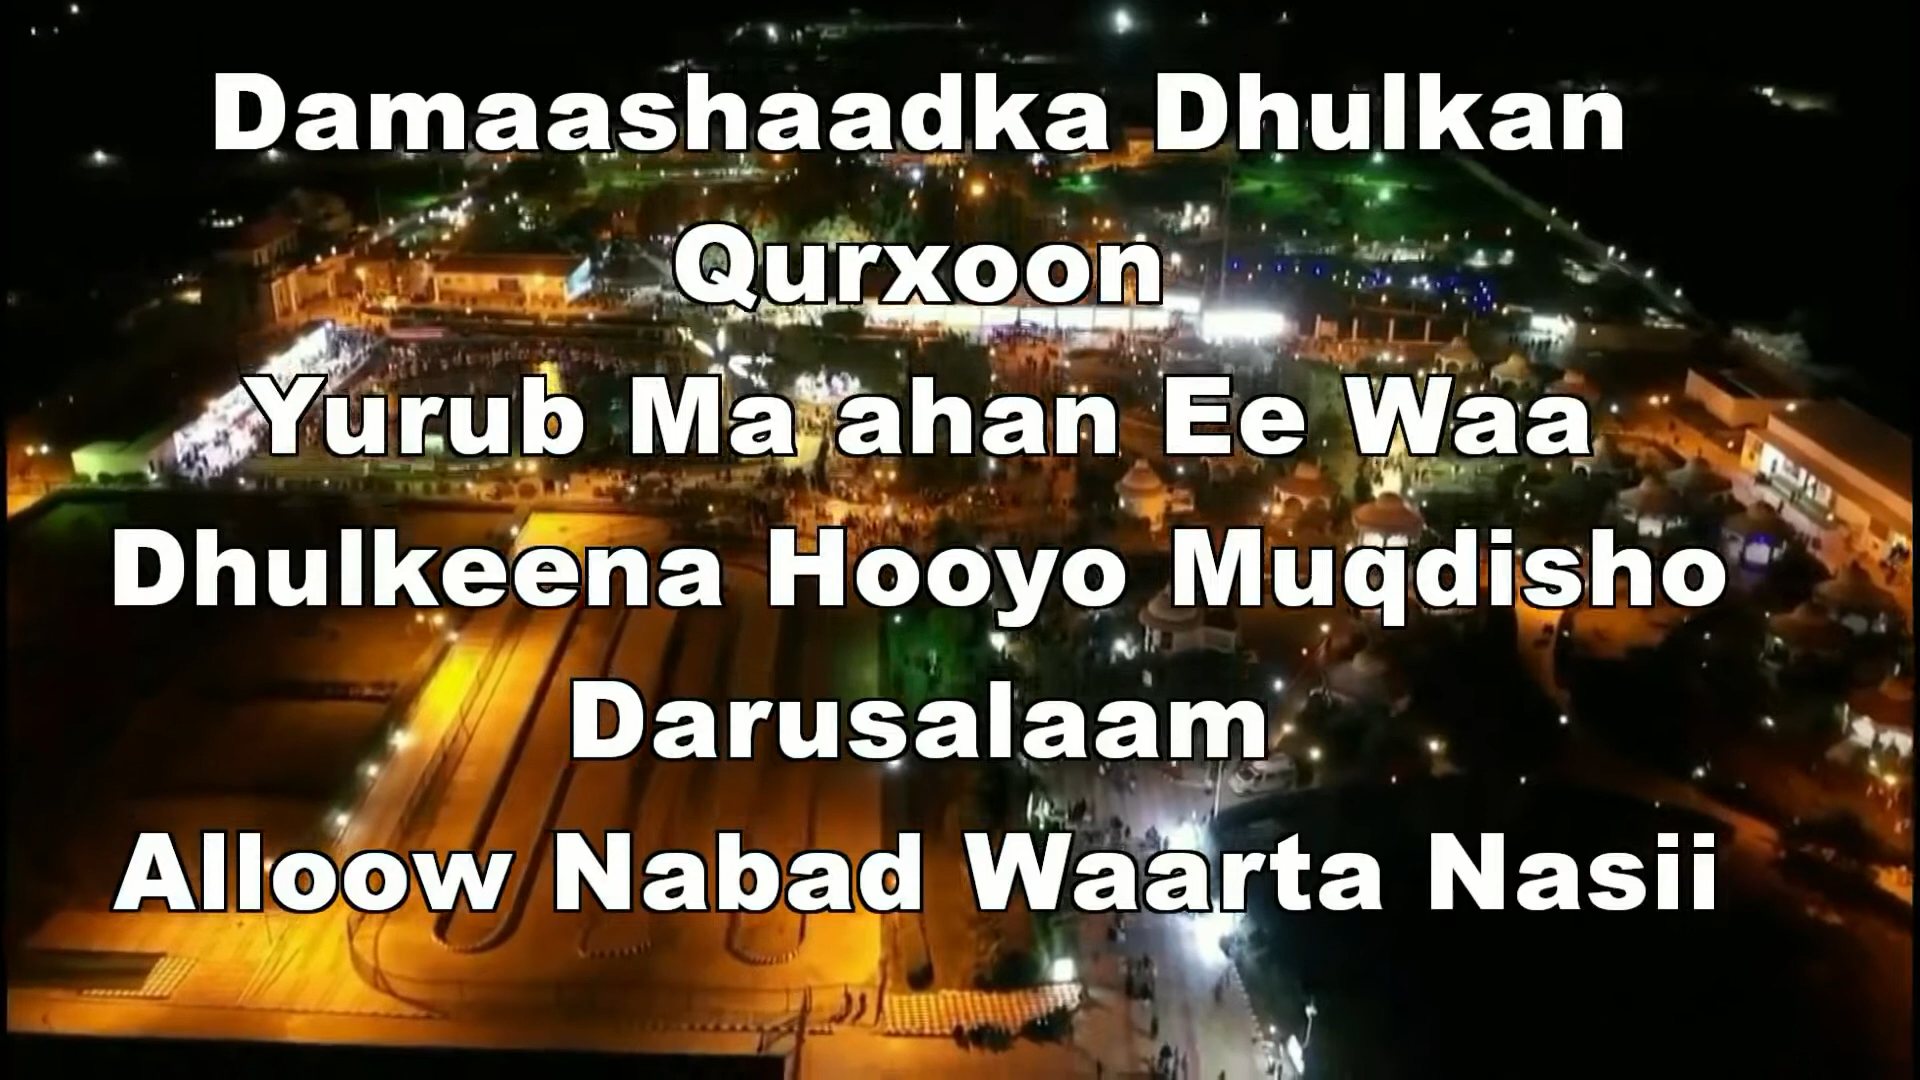 Damaashaadka Dhulkan
Qurxoon
Yurub Ma ahan Ee Waa
Dhulkeena Hooyo Muqdisho
Darusalaam
Alloow Nabad Waarta Nasii